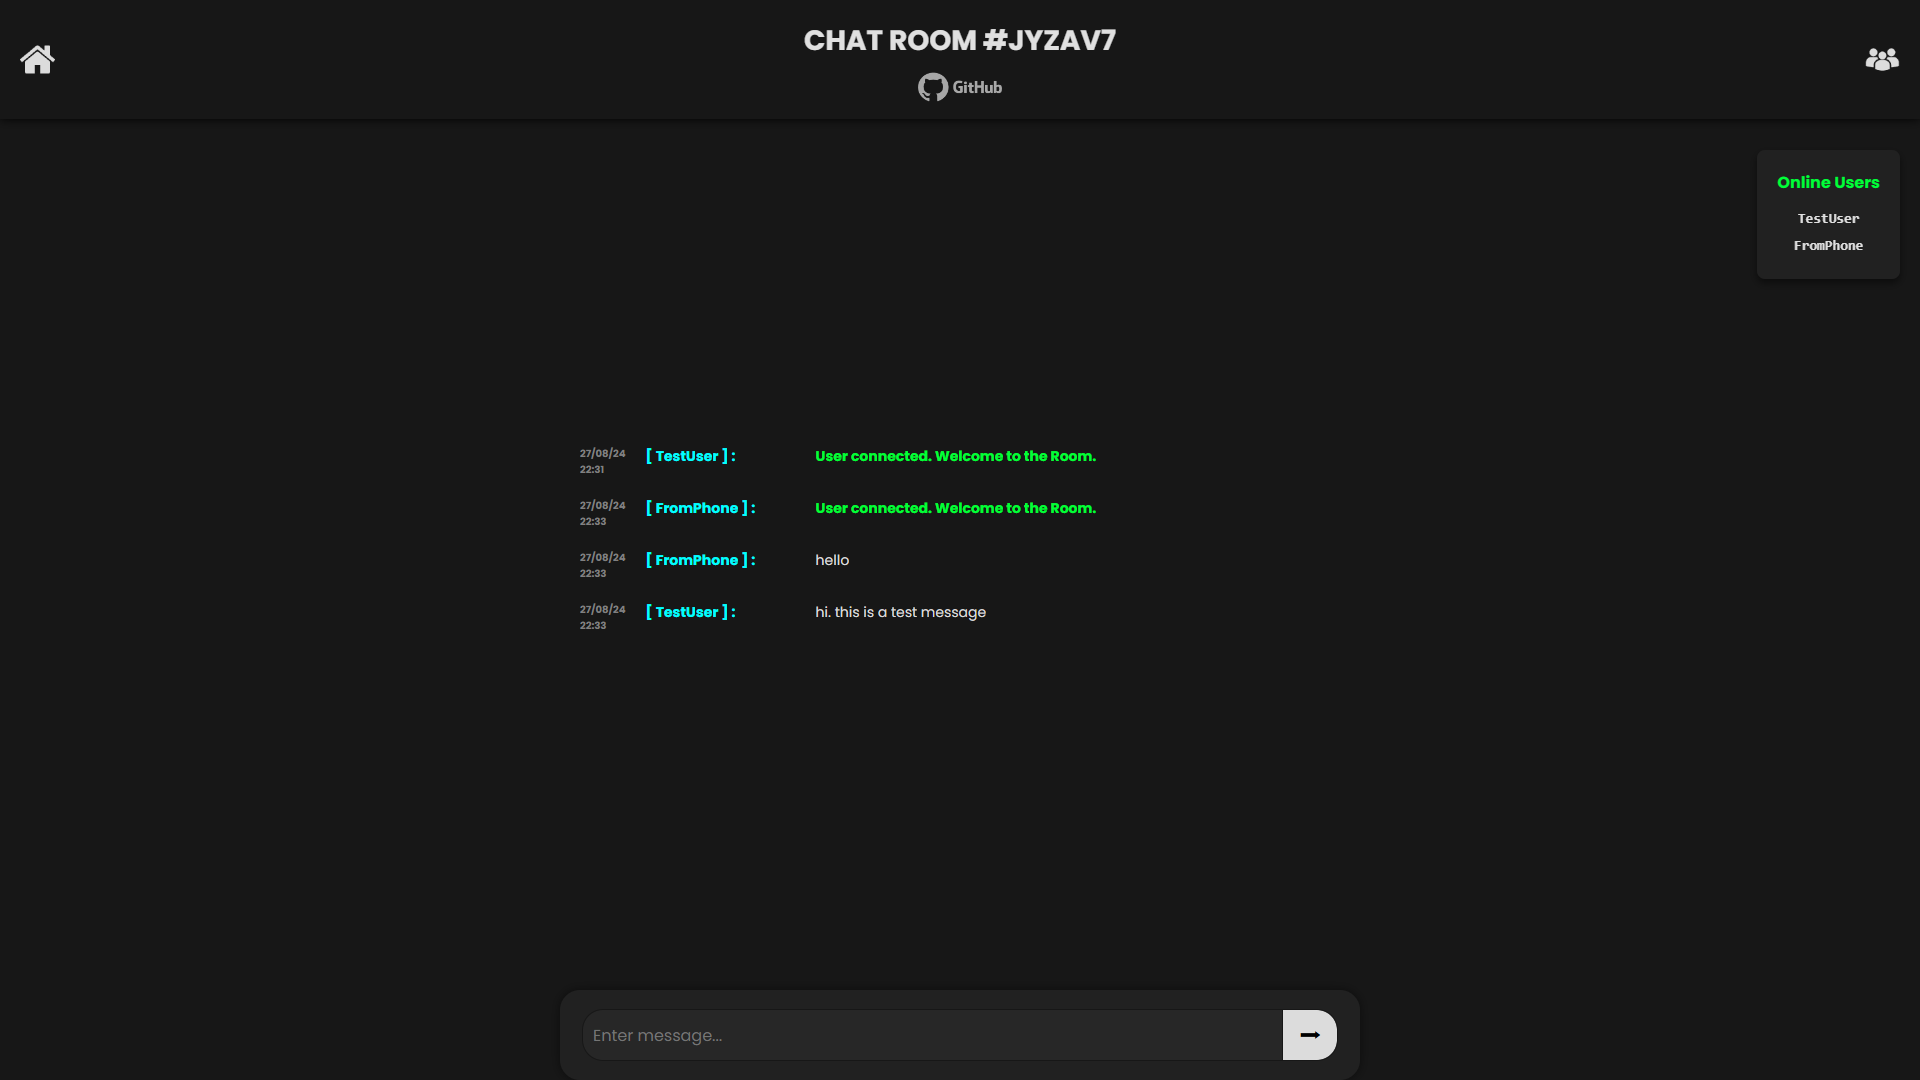 CHAT ROOM #JYZAV7
GitHub
Online Users
TestUser
FromPhone
27/08/24
22:31
[ TestUser ] :
User connected. Welcome to the Room.
27/08/24
22:33
[ FromPhone ] :
User connected. Welcome to the Room.
27/08/24
22:33
[ FromPhone ] :
hello
27/08/24
22:33
[ TestUser ] :
hi. this is a test message
Enter message...